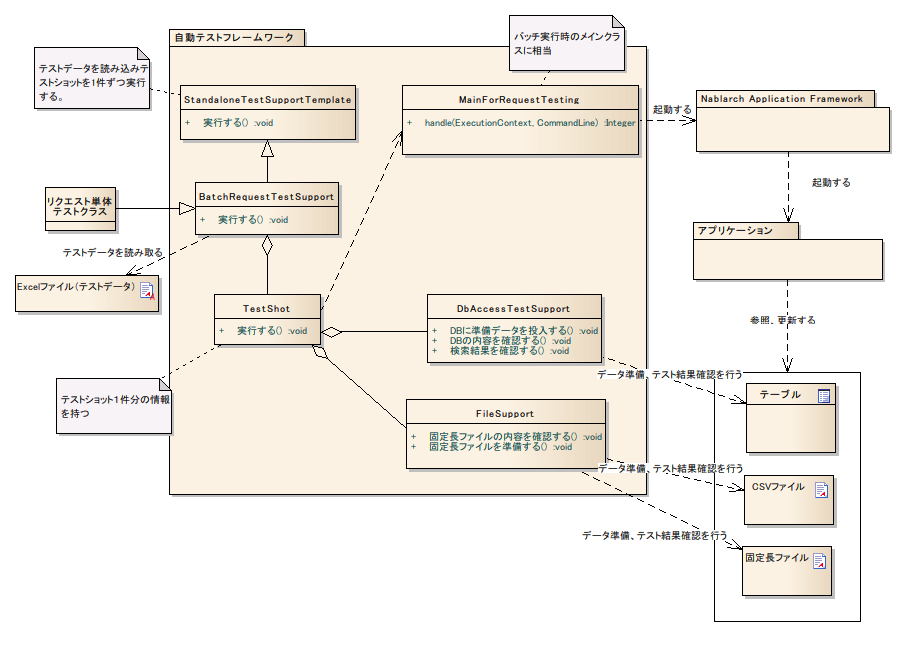 自動テストフレームワーク
テストデータを読み込みテ
ストショットを1件ずつ実行
する。
バッチ実行時のメインクラ
スに相当
StandaloneTestSupportTemplate
+ 実行する() :void
MainForRequestTesting
+ handle(ExecutionContext, CommandLine) :Integer
起動する
Nablarch Application Framework
起動する
リクエスト単体
テストクラス
BatchRequestTestSupport
+ 実行する() :void
アプリケーション
テストデータを読み取る
Excelファイル(テストデータ)
TestShot
+ 実行する() :void
DbAccessTestSupport
+ DBに準備データを投入する() :void
+ DBの内容を確認する() :void
+ 検索結果を確認する() :void
参照、更新する
データ準備、テスト結果確認を行う
テーブル
テストショット1件分の情報
を持つ
FileSupport
+ 固定長ファイルの内容を確認する() :void
+ 固定長ファイルを準備する() :void
データ準備、テスト結果確認を行う
CSVファイル
データ準備、テスト結果確認を行う
固定長ファイル